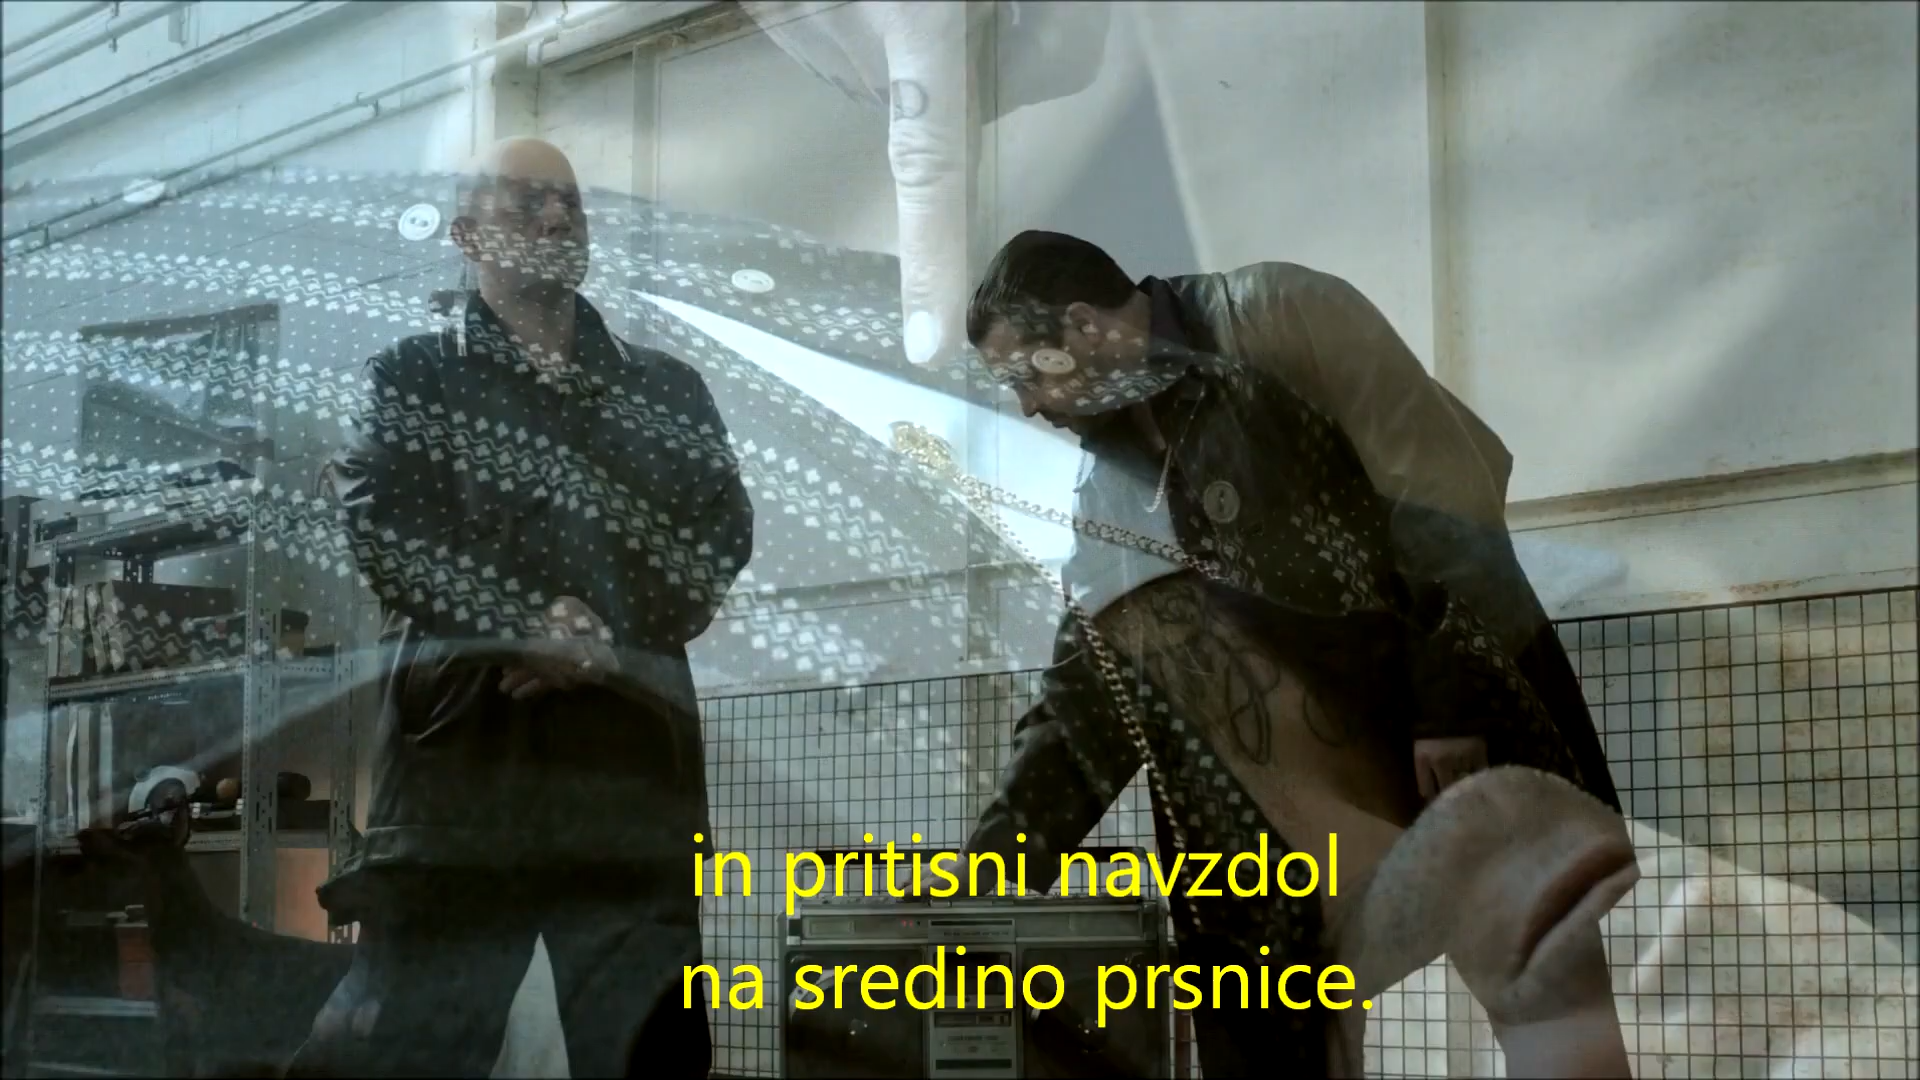 D
in pritisni navzdol
na sredino prsnice.